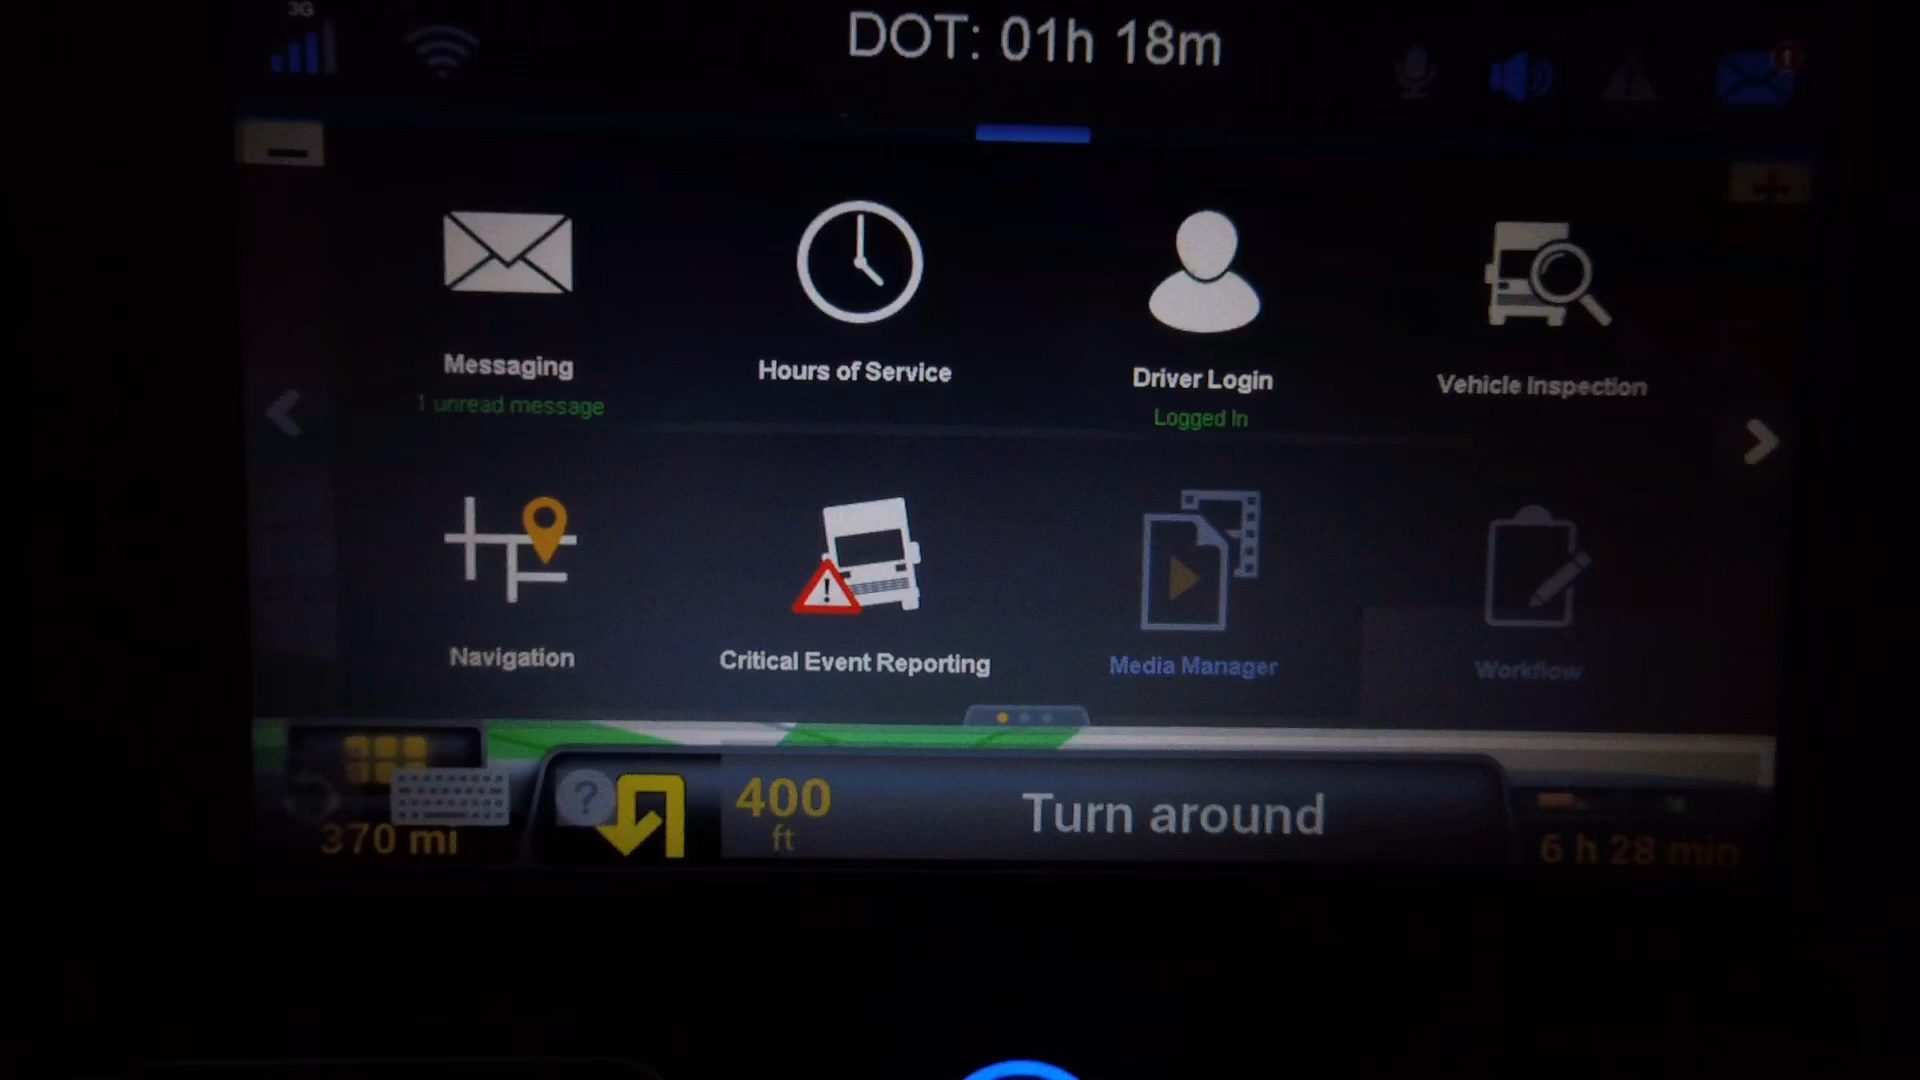 3G
DOT: 01h 18m
1
Messaging
1 unread message
Hours of Service
Driver Login
Logged In
Vehicle Inspection
Navigation
Critical Event Reporting
Media Manager
Workflow
?
400
ft
Turn around
370 mi
6 h 28 min